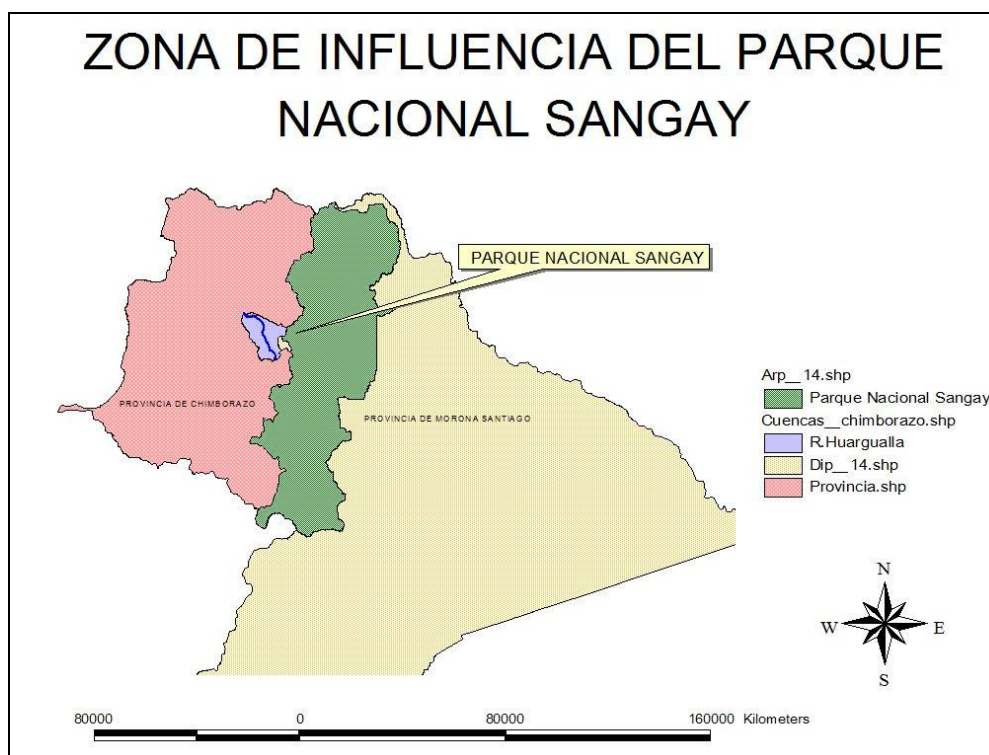 ZONA DE INFLUENCIA DEL PARQUE
NACIONAL SANGAY
PARQUE NACIONAL SANGAY
PROVINCIA DE CHIMBORAZO
PROVINCIA DE MORONA SANTIAGO
Arp__14.shp
Parque Nacional Sangay
Cuencas__chimborazo.shp
R.Huargualla
Dip__14.shp
Provincia.shp
N
W E
S
80000 0 80000 160000 Kilometers